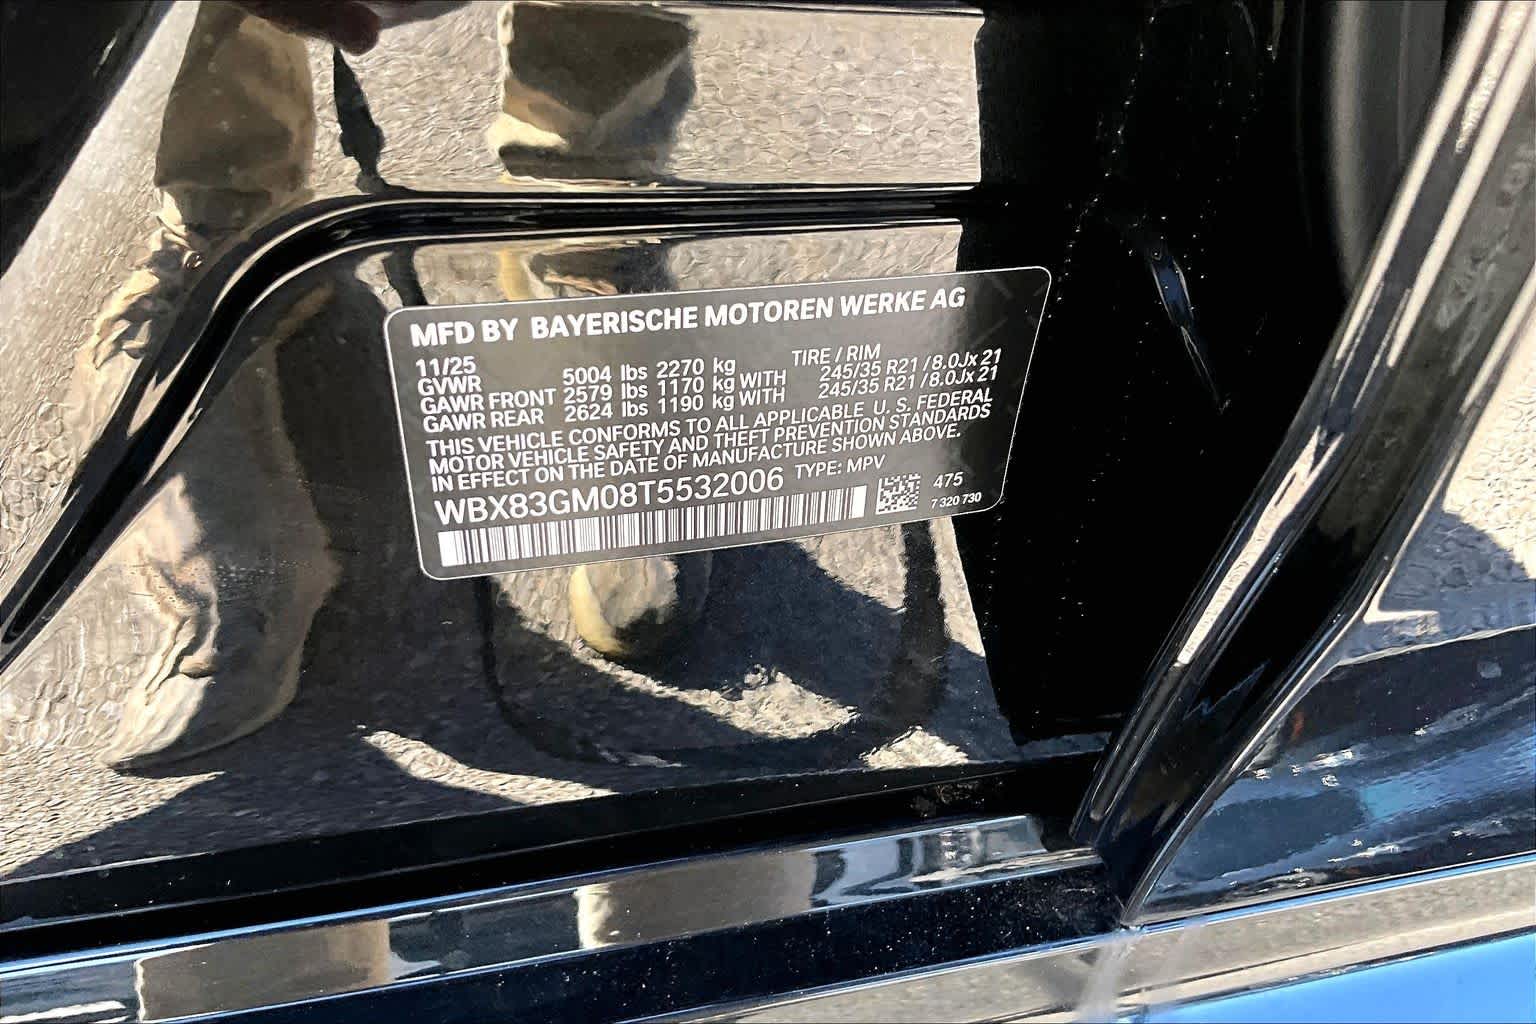 MFD BY BAYERISCHE MOTOREN WERKE AG
11/25 TIRE / RIM
GVWR 5004 lbs 2270 kg
GAWR FRONT 2579 lbs 1170 kg WITH 245/35 R21 /8.0Jx 21
GAWR REAR 2624 lbs 1190 kg WITH 245/35 R21 /8.0Jx 21
THIS VEHICLE CONFORMS TO ALL APPLICABLE U. S. FEDERAL
MOTOR VEHICLE SAFETY AND THEFT PREVENTION STANDARDS
IN EFFECT ON THE DATE OF MANUFACTURE SHOWN ABOVE.
WBX83GM08T5532006 TYPE: MPV
475
7 320 730